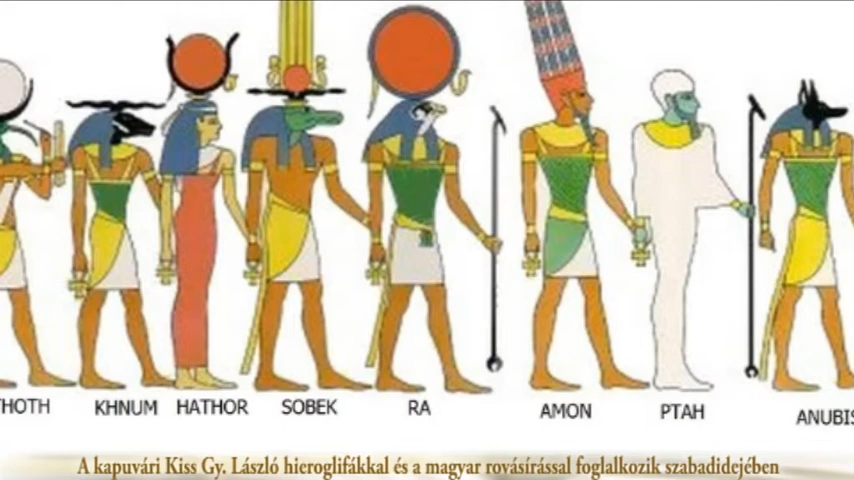 THOTH KHNUM HATHOR SOBEK RA AMON PTAH ANUBIS
A kapuvári Kiss Gy. László hieroglifákkal és a magyar rovásírással foglalkozik szabadidejében